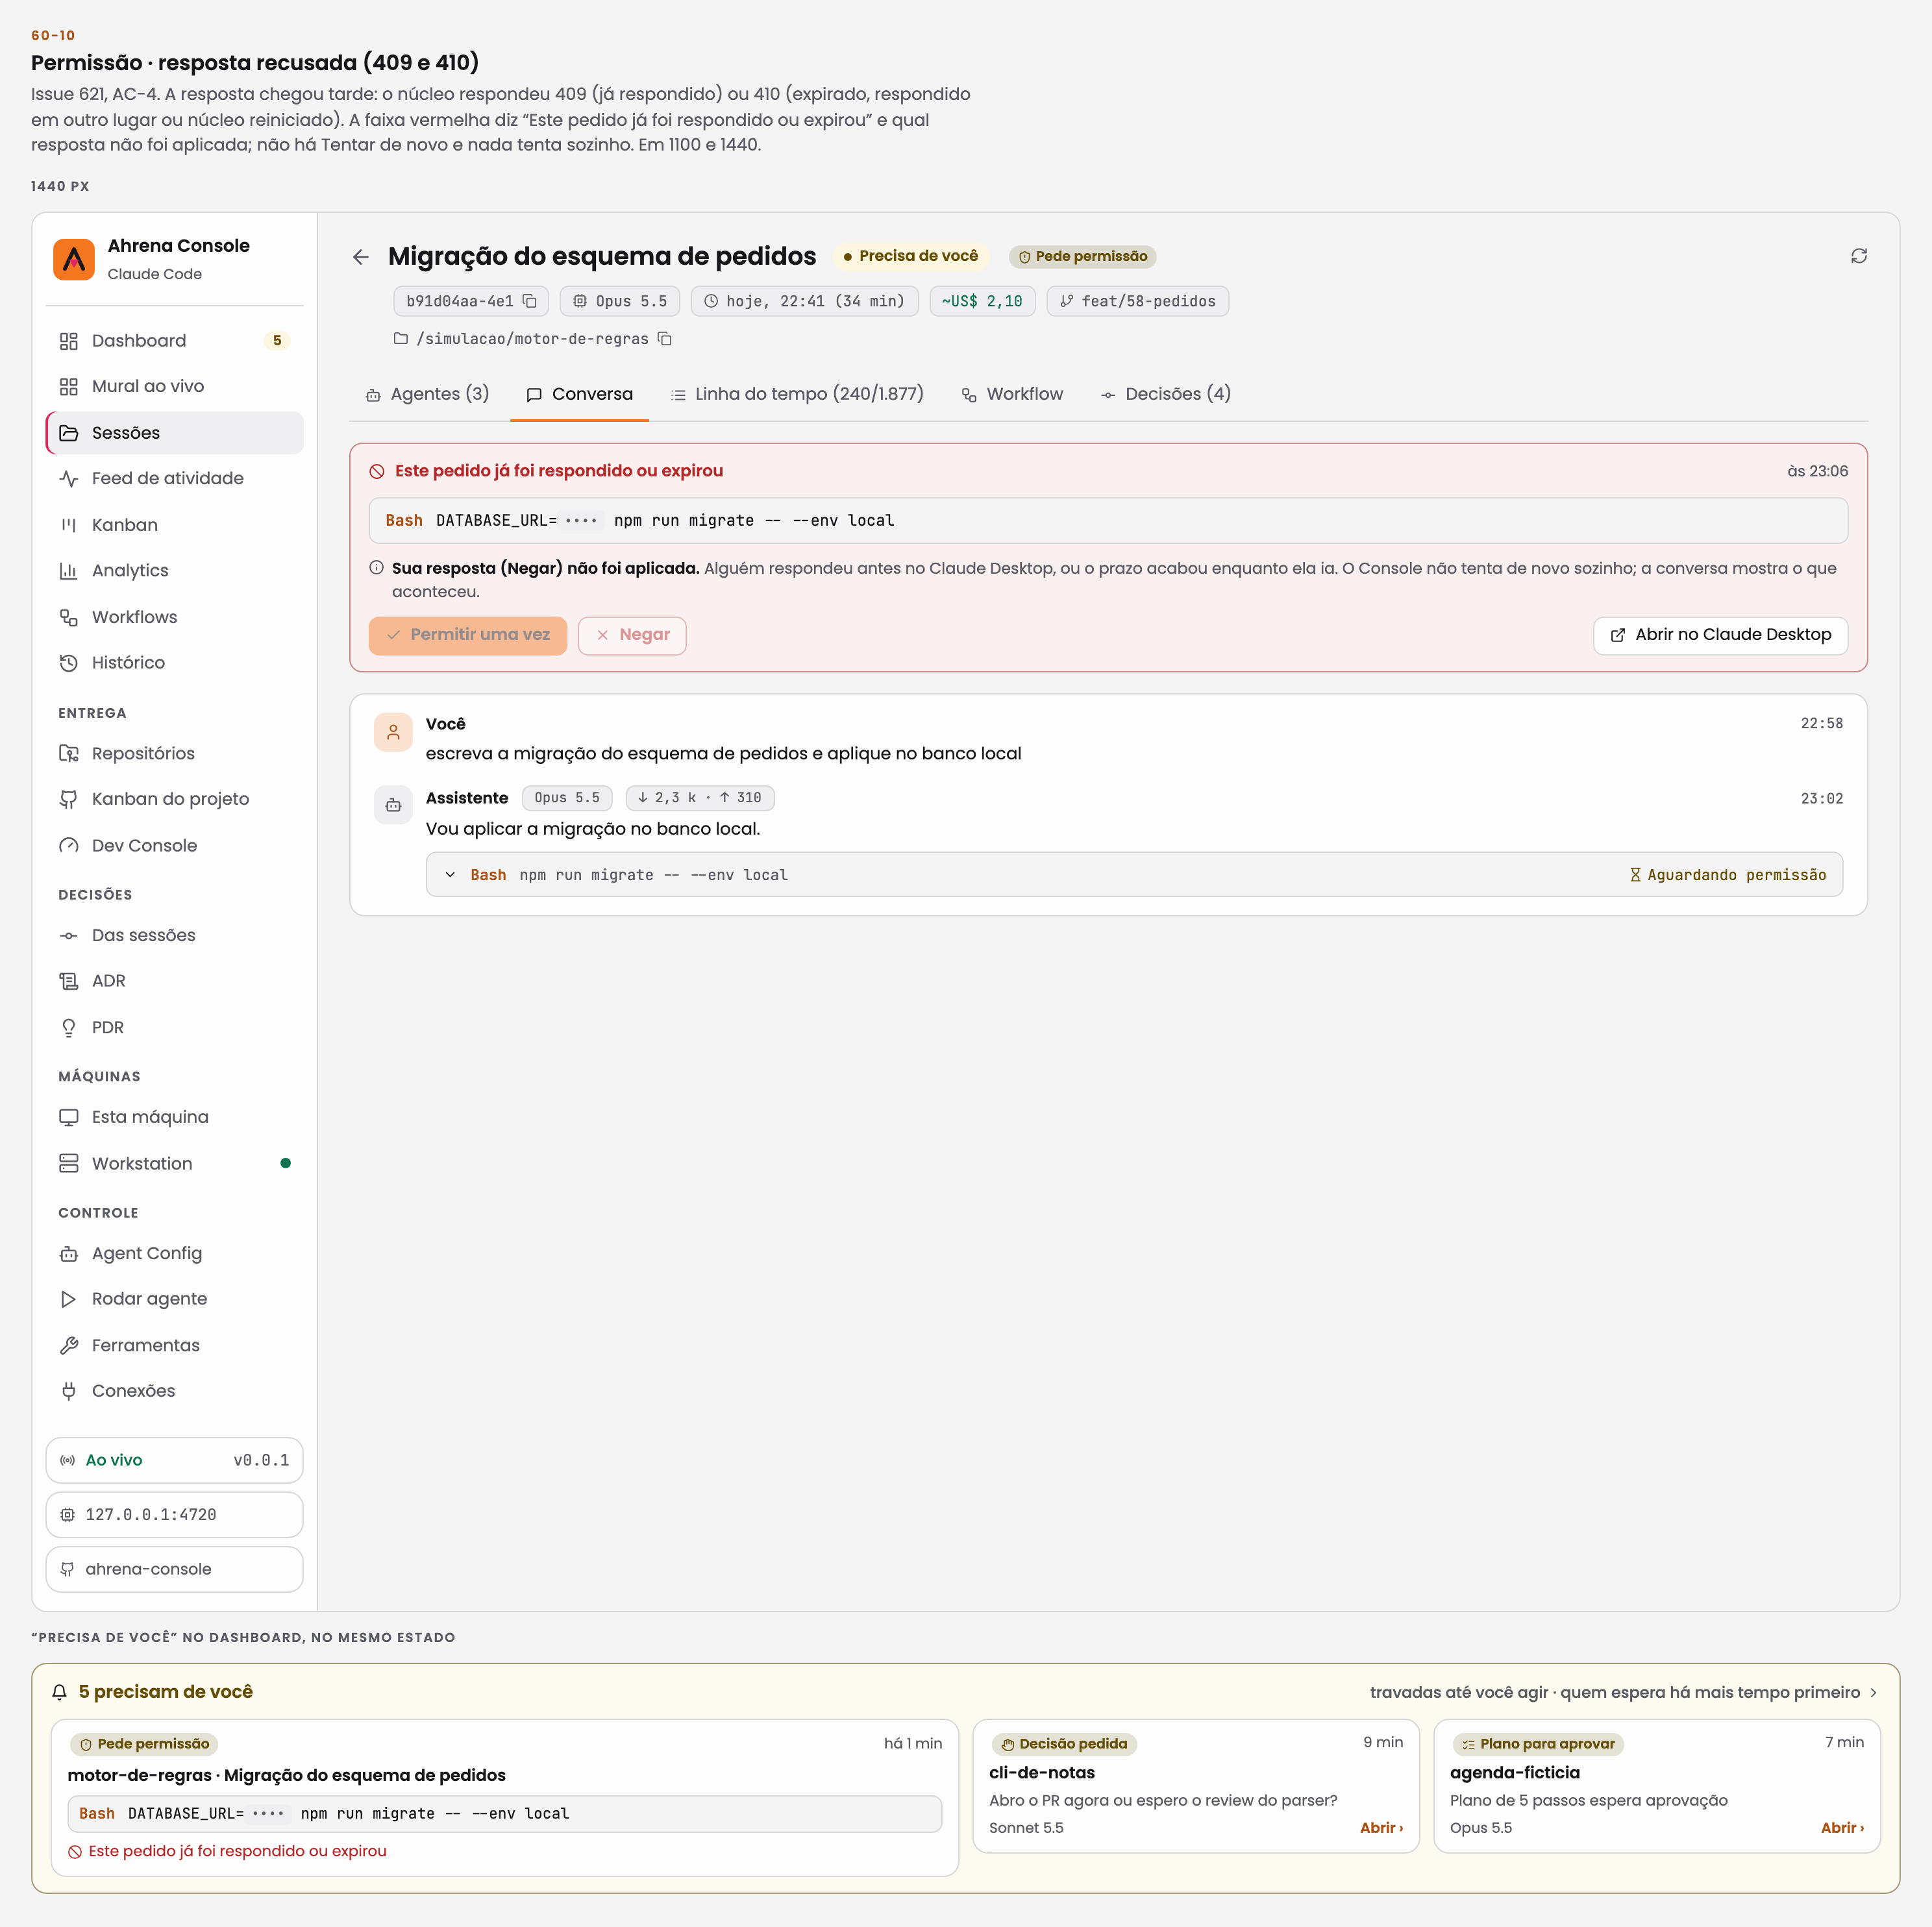 60-10
Permissão · resposta recusada (409 e 410)
Issue 621, AC-4. A resposta chegou tarde: o núcleo respondeu 409 (já respondido) ou 410 (expirado, respondido
em outro lugar ou núcleo reiniciado). A faixa vermelha diz “Este pedido já foi respondido ou expirou” e qual
resposta não foi aplicada; não há Tentar de novo e nada tenta sozinho. Em 1100 e 1440.
1440 PX
Ahrena Console
Claude Code
Dashboard 5
Mural ao vivo
Sessões
Feed de atividade
Kanban
Analytics
Workflows
Histórico
ENTREGA
Repositórios
Kanban do projeto
Dev Console
DECISÕES
Das sessões
ADR
PDR
MÁQUINAS
Esta máquina
Workstation
CONTROLE
Agent Config
Rodar agente
Ferramentas
Conexões
Ao vivo v0.0.1
127.0.0.1:4720
ahrena-console
Migração do esquema de pedidos Precisa de você Pede permissão
b91d04aa-4e1 Opus 5.5 hoje, 22:41 (34 min) ~US$ 2,10 feat/58-pedidos
/simulacao/motor-de-regras
Agentes (3) Conversa Linha do tempo (240/1.877) Workflow Decisões (4)
Este pedido já foi respondido ou expirou às 23:06
Bash DATABASE_URL= •••• npm run migrate -- --env local
Sua resposta (Negar) não foi aplicada. Alguém respondeu antes no Claude Desktop, ou o prazo acabou enquanto ela ia. O Console não tenta de novo sozinho; a conversa mostra o que
aconteceu.
Permitir uma vez Negar Abrir no Claude Desktop
Você 22:58
escreva a migração do esquema de pedidos e aplique no banco local
Assistente Opus 5.5 ↓ 2,3 k · ↑ 310 23:02
Vou aplicar a migração no banco local.
Bash npm run migrate -- --env local Aguardando permissão
“PRECISA DE VOCÊ” NO DASHBOARD, NO MESMO ESTADO
5 precisam de você travadas até você agir · quem espera há mais tempo primeiro ›
Pede permissão há 1 min
motor-de-regras · Migração do esquema de pedidos
Bash DATABASE_URL= •••• npm run migrate -- --env local
Este pedido já foi respondido ou expirou
Decisão pedida 9 min
cli-de-notas
Abro o PR agora ou espero o review do parser?
Sonnet 5.5 Abrir ›
Plano para aprovar 7 min
agenda-ficticia
Plano de 5 passos espera aprovação
Opus 5.5 Abrir ›